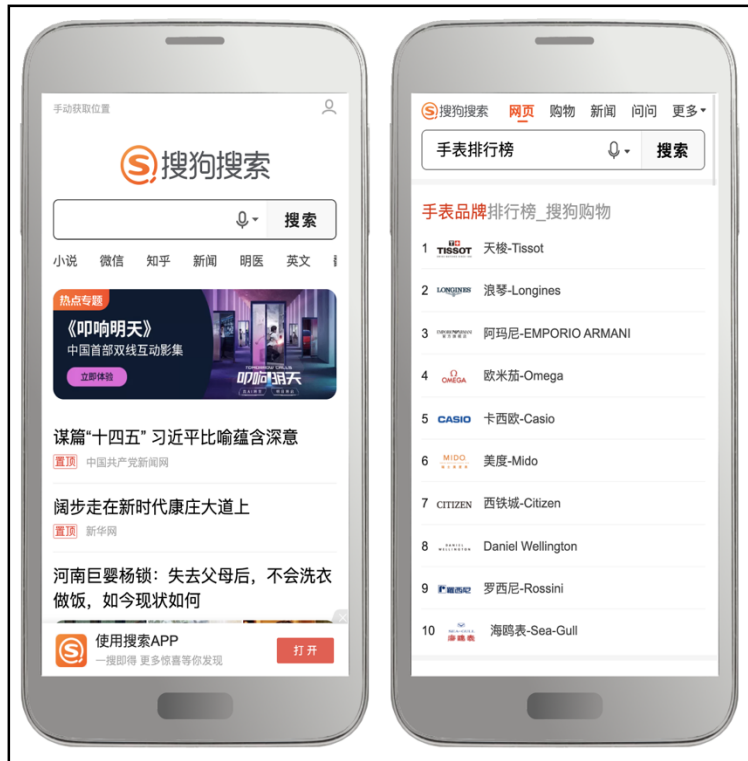 手动获取位置
搜狗搜索
搜索
小说 微信 知乎 新闻 明医 英文
热点专题
《叩响明天》
中国首部双线互动影集
立即体验
TOMORROW CALLS
叩响明天
谋篇“十四五” 习近平比喻蕴含深意
置顶 中国共产党新闻网
阔步走在新时代康庄大道上
置顶 新华网
河南巨婴杨锁：失去父母后，不会洗衣
做饭，如今现状如何
使用搜索APP
一搜即得 更多惊喜等你发现
打开
搜狗搜索 网页 购物 新闻 问问 更多
手表排行榜 搜索
手表品牌排行榜_搜狗购物
1 TISSOT 天梭-Tissot
2 LONGINES 浪琴-Longines
3 阿玛尼-EMPORIO ARMANI
4 OMEGA 欧米茄-Omega
5 CASIO 卡西欧-Casio
6 MIDO 美度-Mido
7 CITIZEN 西铁城-Citizen
8 DANIEL WELLINGTON Daniel Wellington
9 罗西尼-Rossini
10 SEA-GULL 海鸥表 海鸥表-Sea-Gull